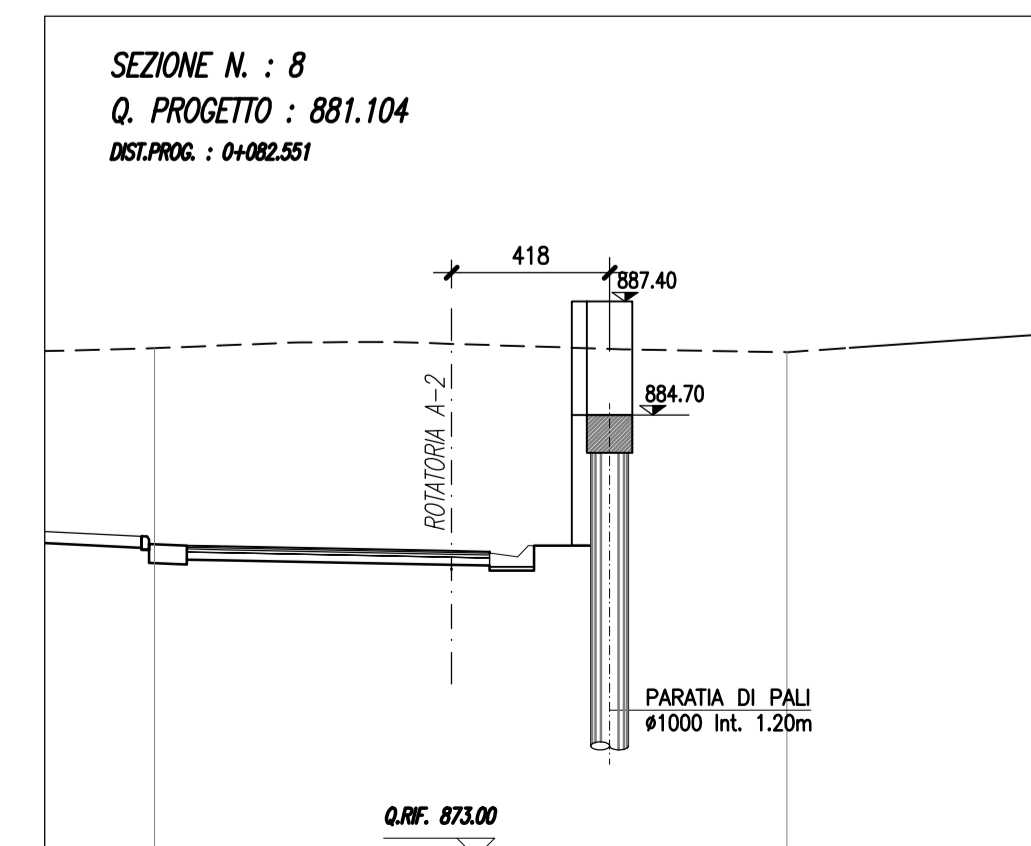 SEZIONE N. : 8
Q. PROGETTO : 881.104
DIST.PROG. : 0+082.551
418
887.40
884.70
ROTATORIA A-2
PARATIA DI PALI
ø1000 Int. 1.20m
Q.RIF. 873.00